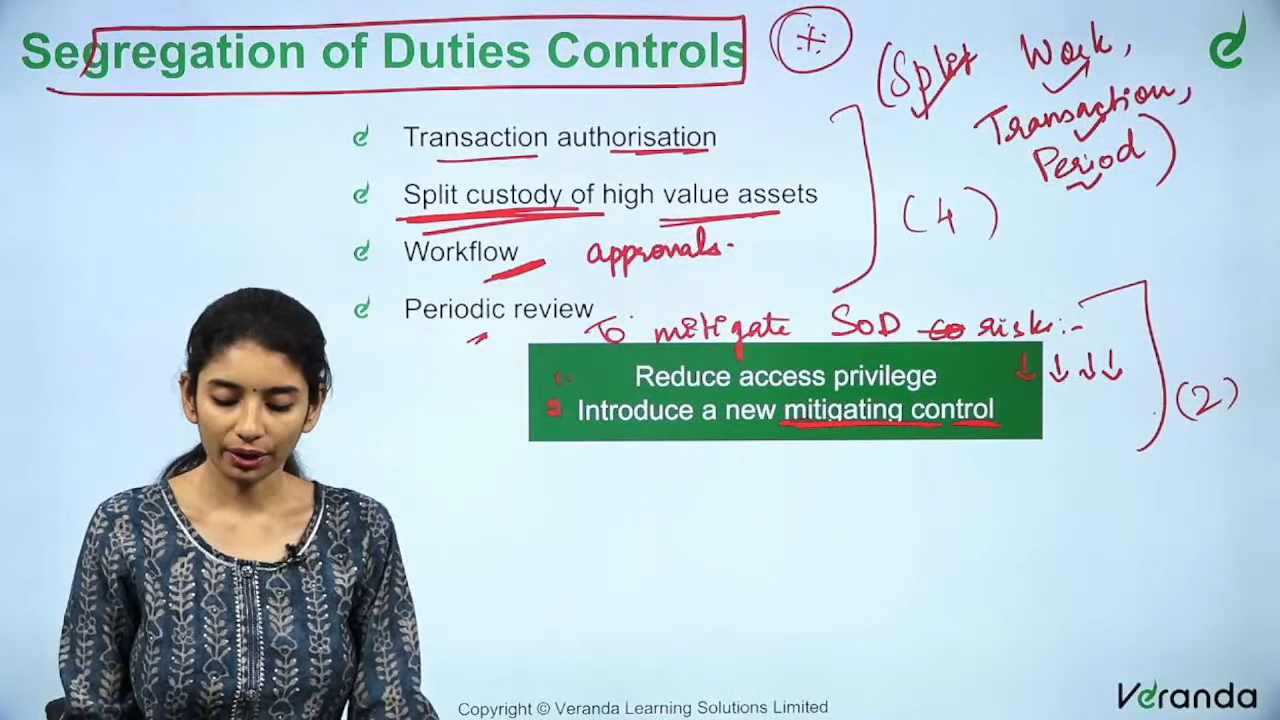 Segregation of Duties Controls
(Split Work,
Transaction,
Period)
Transaction authorisation
Split custody of high value assets
(4)
Workflow approvals.
Periodic review
To mitigate SOD risk:-
1. Reduce access privilege
2. Introduce a new mitigating control
(2)
Copyright © Veranda Learning Solutions Limited
Veranda